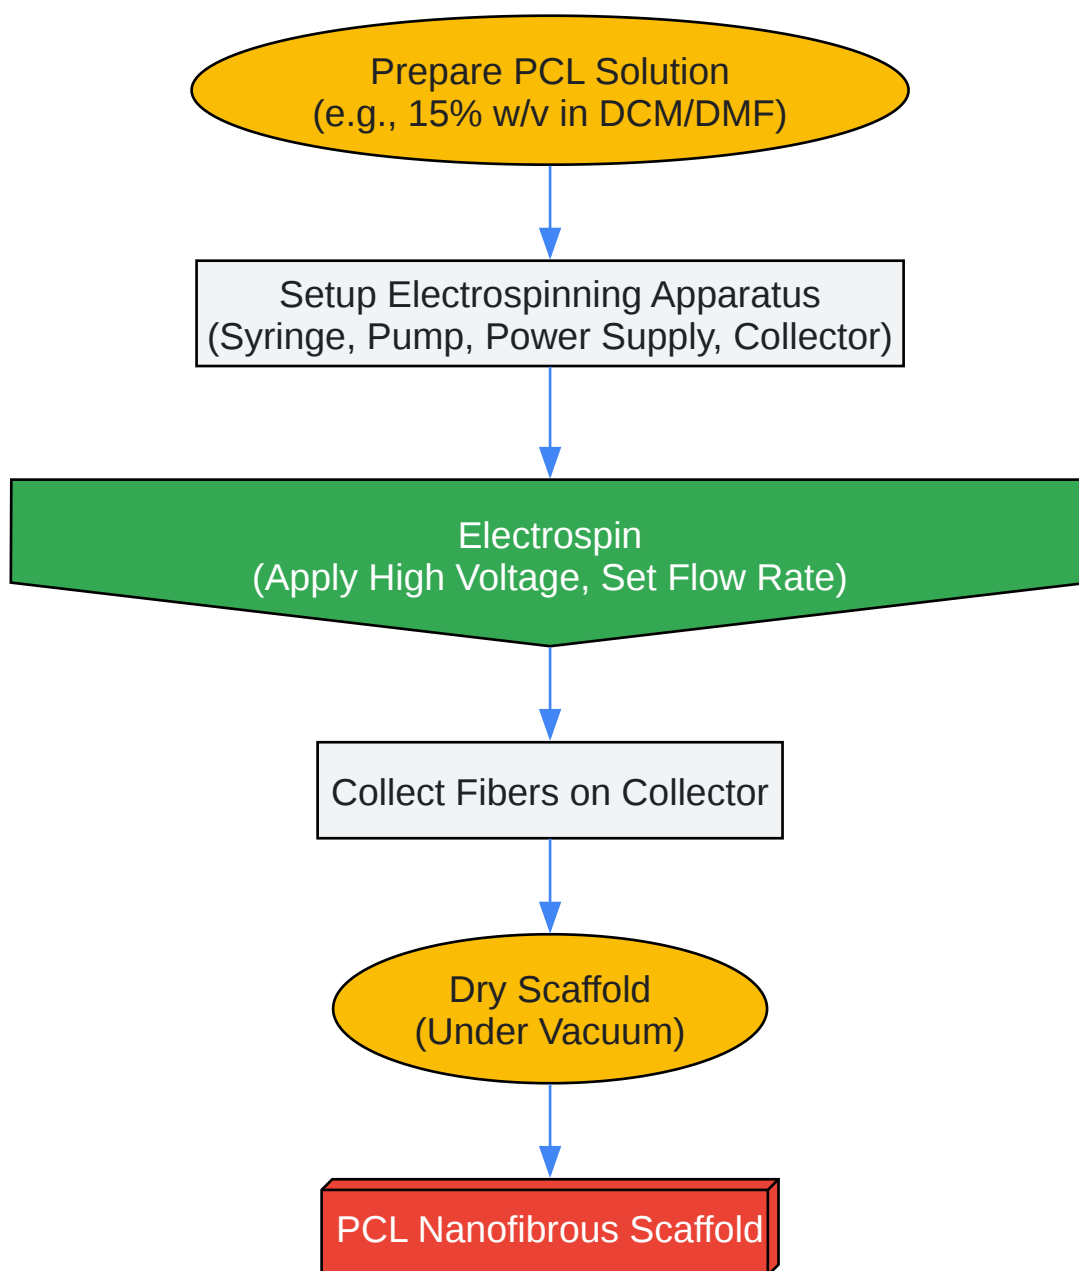 Prepare PCL Solution
(e.g., 15% w/v in DCM/DMF)
Setup Electrospinning Apparatus
(Syringe, Pump, Power Supply, Collector)
Electrospin
(Apply High Voltage, Set Flow Rate)
Collect Fibers on Collector
Dry Scaffold
(Under Vacuum)
PCL Nanofibrous Scaffold